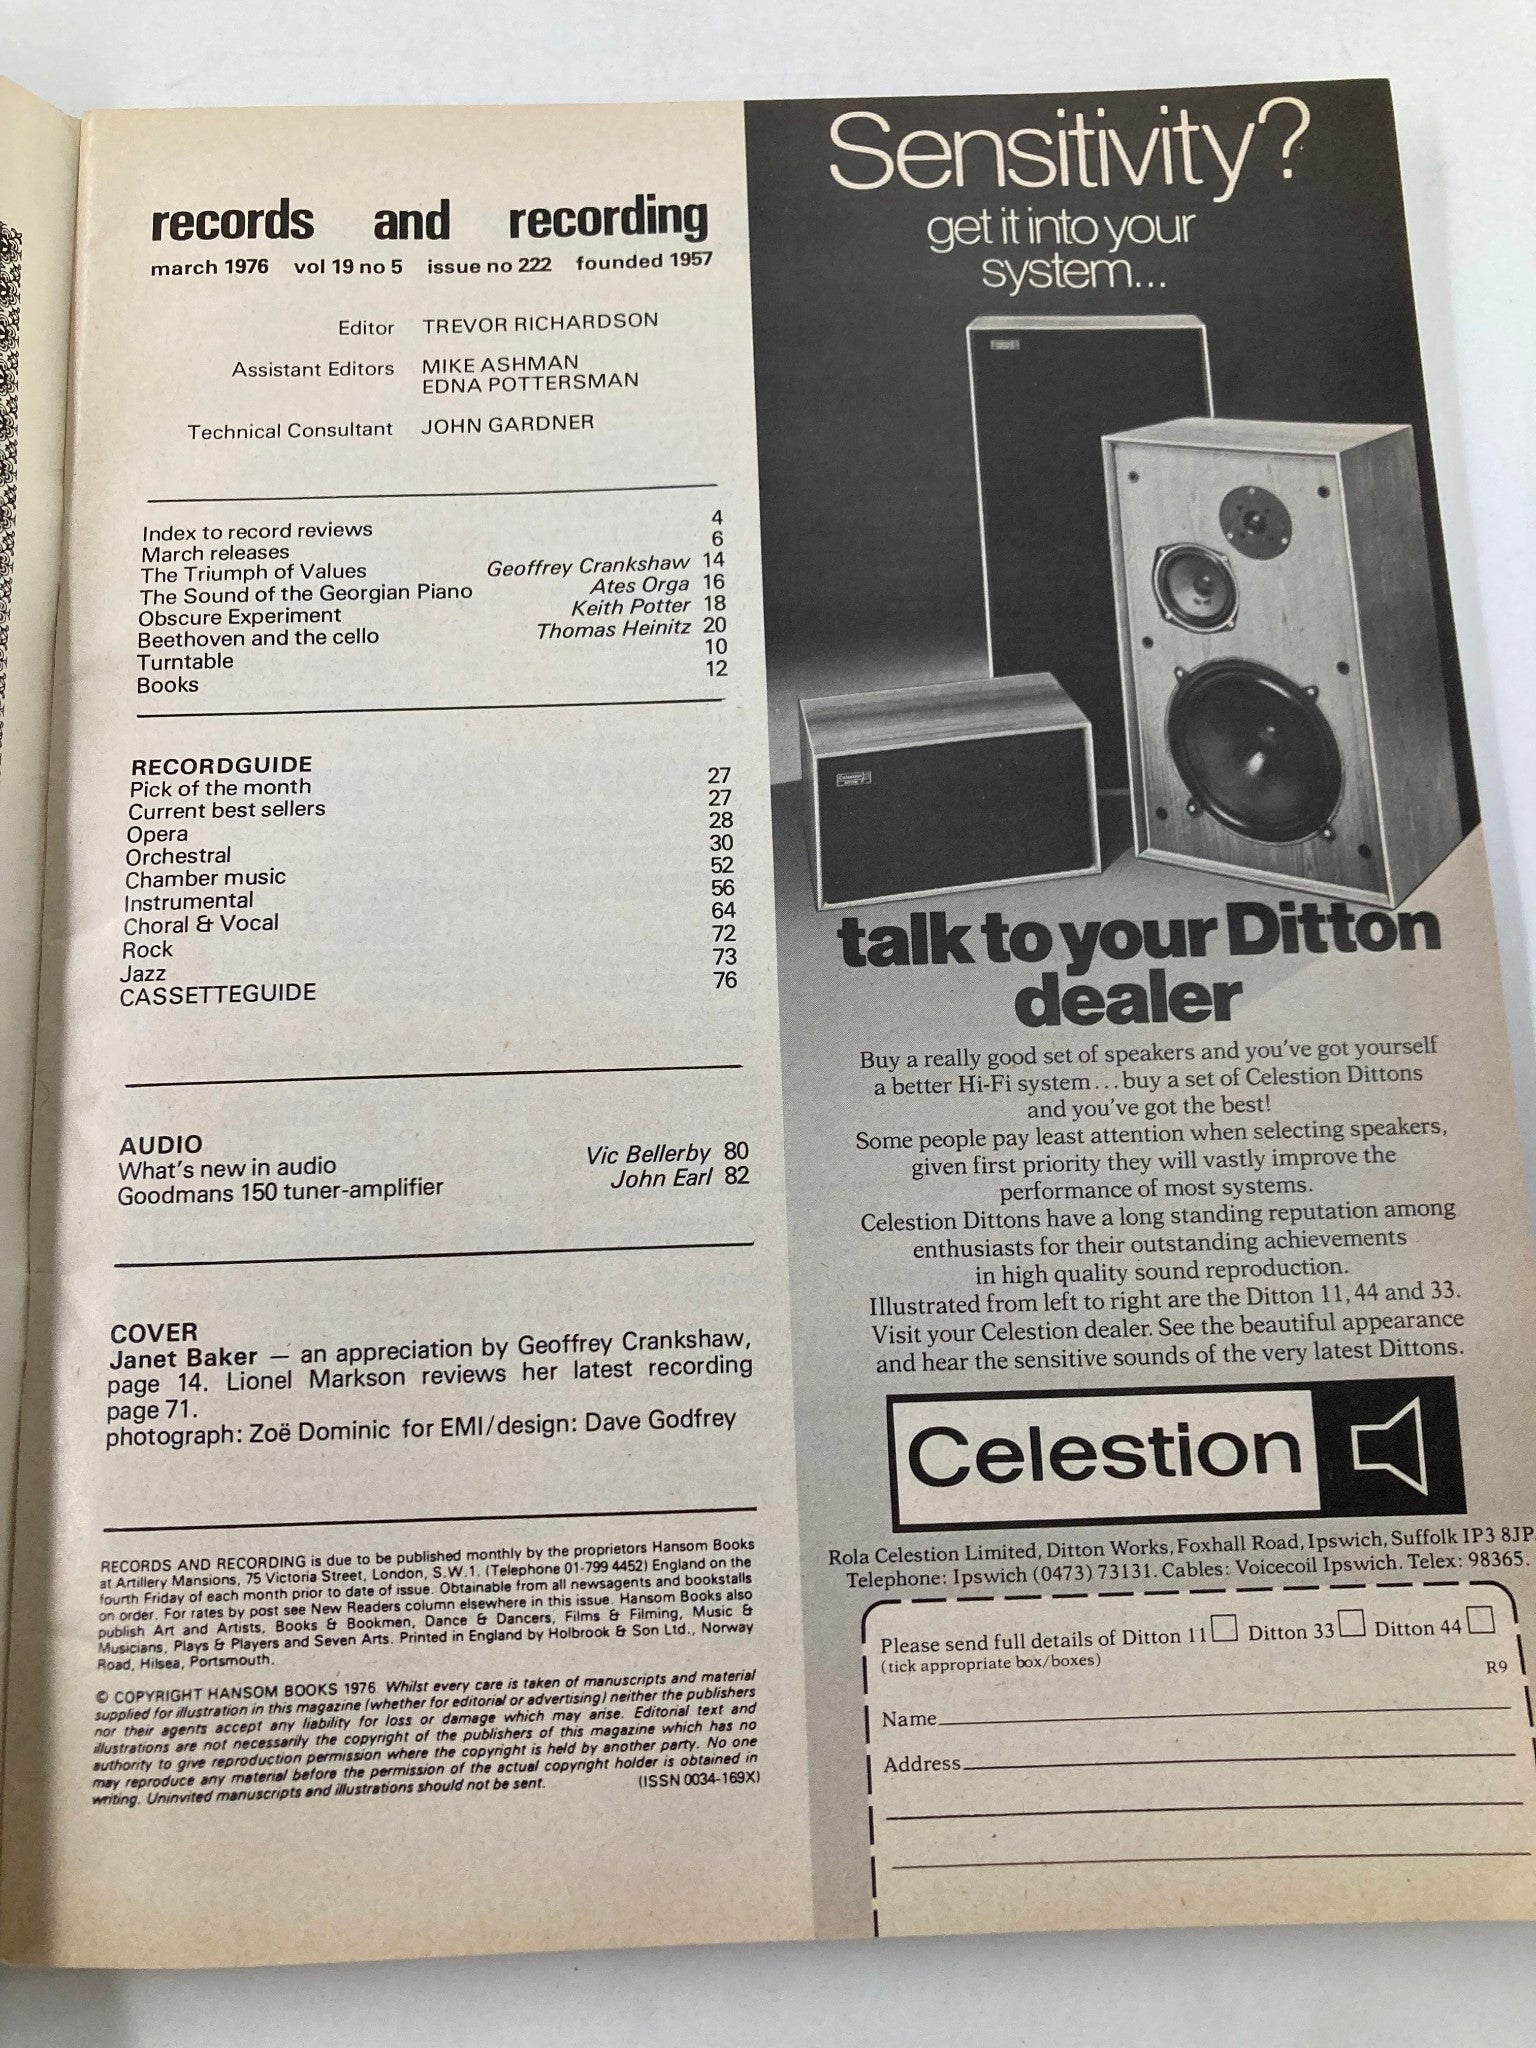 records and recording
march 1976 vol 19 no 5 issue no 222 founded 1957
Editor TREVOR RICHARDSON
Assistant Editors MIKE ASHMAN
EDNA POTTERSMAN
Technical Consultant JOHN GARDNER
Index to record reviews 4
March releases 6
The Triumph of Values Geoffrey Crankshaw 14
The Sound of the Georgian Piano Ates Orga 16
Obscure Experiment Keith Potter 18
Beethoven and the cello Thomas Heinitz 20
Turntable 10
Books 12
RECORDGUIDE
Pick of the month 27
Current best sellers 27
Opera 28
Orchestral 30
Chamber music 52
Instrumental 56
Choral & Vocal 64
Rock 72
Jazz 73
CASSETTEGUIDE 76
AUDIO
What's new in audio Vic Bellerby 80
Goodmans 150 tuner-amplifier John Earl 82
COVER
Janet Baker — an appreciation by Geoffrey Crankshaw,
page 14. Lionel Markson reviews her latest recording
page 71.
photograph: Zoë Dominic for EMI/design: Dave Godfrey
RECORDS AND RECORDING is due to be published monthly by the proprietors Hansom Books
at Artillery Mansions, 75 Victoria Street, London, S.W.1. (Telephone 01-799 4452) England on the
fourth Friday of each month prior to date of issue. Obtainable from all newsagents and bookstalls
on order. For rates by post see New Readers column elsewhere in this issue. Hansom Books also
publish Art and Artists, Books & Bookmen, Dance & Dancers, Films & Filming, Music &
Musicians, Plays & Players and Seven Arts. Printed in England by Holbrook & Son Ltd., Norway
Road, Hilsea, Portsmouth.
© COPYRIGHT HANSOM BOOKS 1976. Whilst every care is taken of manuscripts and material
supplied for illustration in this magazine (whether for editorial or advertising) neither the publishers
nor their agents accept any liability for loss or damage which may arise. Editorial text and
illustrations are not necessarily the copyright of the publishers of this magazine which has no
authority to give reproduction permission where the copyright is held by another party. No one
may reproduce any material before the permission of the actual copyright holder is obtained in
writing. Uninvited manuscripts and illustrations should not be sent. (ISSN 0034-169X)
Sensitivity?
get it into your
system...
talk to your Ditton
dealer
Buy a really good set of speakers and you've got yourself
a better Hi-Fi system...buy a set of Celestion Dittons
and you've got the best!
Some people pay least attention when selecting speakers,
given first priority they will vastly improve the
performance of most systems.
Celestion Dittons have a long standing reputation among
enthusiasts for their outstanding achievements
in high quality sound reproduction.
Illustrated from left to right are the Ditton 11, 44 and 33.
Visit your Celestion dealer. See the beautiful appearance
and hear the sensitive sounds of the very latest Dittons.
Celestion
Rola Celestion Limited, Ditton Works, Foxhall Road, Ipswich, Suffolk IP3 8JP.
Telephone: Ipswich (0473) 73131. Cables: Voicecoil Ipswich. Telex: 98365.
Please send full details of Ditton 11 Ditton 33 Ditton 44
(tick appropriate box/boxes)
R9
Name
Address